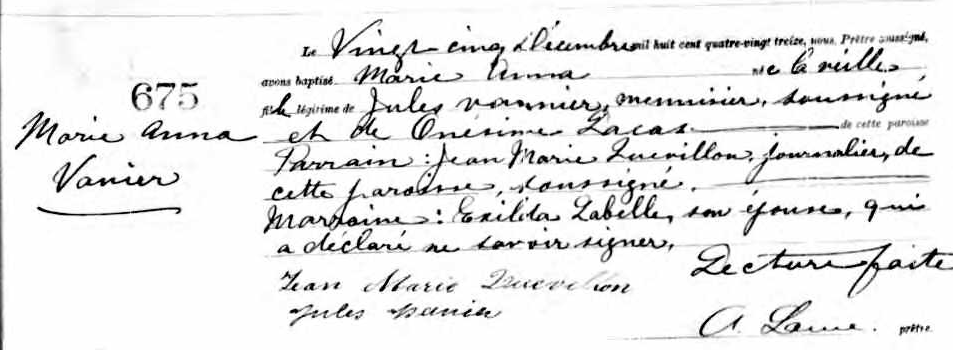 Le Vingt-cinq Décembre mil huit cent quatre-vingt treize, nous, Prêtre soussigné,
avons baptisé Marie Anna née la veille
675
fille légitime de Jules Vannier, menuisier, soussigné
Marie Anna
et de Onésime Lacas de cette paroisse
Parrain: Jean Marie Quevillon, journalier, de
Vanier
cette paroisse, soussigné.
Marraine: Exilda Labelle, son épouse, qui
a déclaré ne savoir signer,
Lecture faite
Jean Marie Quevillon
Jules Vanier
A. prêtre.